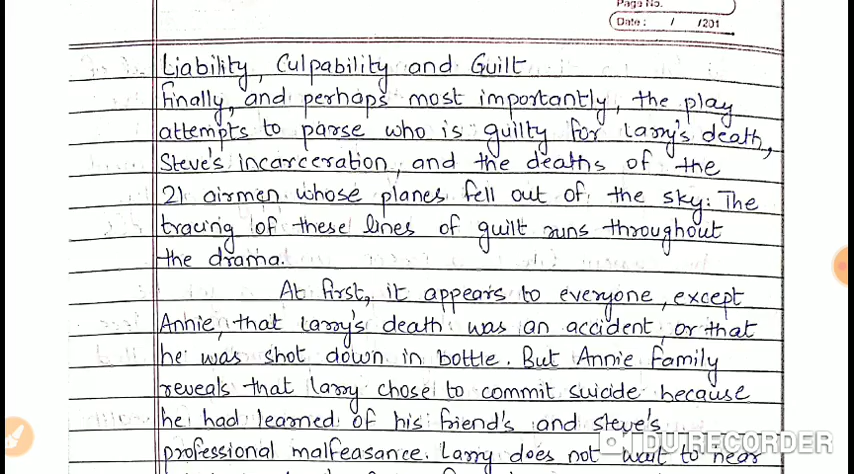 Page No.
Date : / /201
Liability, Culpability and Guilt
Finally, and perhaps most importantly, the play
attempts to parse who is guilty for Larry's death,
Steve's incarceration, and the deaths of the
21 airmen whose planes fell out of the sky. The
tracing of these lines of guilt runs throughout
the drama.
At first, it appears to everyone, except
Annie, that Larry's death was an accident, or that
he was shot down in bottle. But Annie family
reveals that Larry chose to commit suicide because
he had learned of his friend's and Steve's
professional malfeasance. Larry does not wait to hear
DU RECORDER